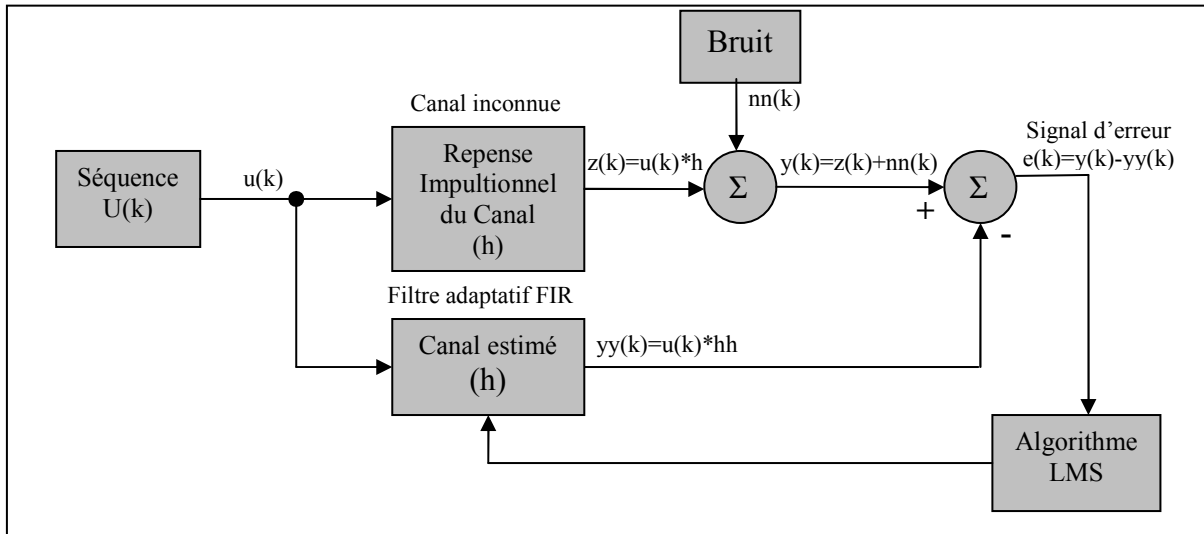 Bruit
nn(k)
Canal inconnue
Signal d'erreur
e(k)=y(k)-yy(k)
Séquence
U(k)
u(k)
Repense
Impultionnel
du Canal
(h)
z(k)=u(k)*h
Σ
y(k)=z(k)+nn(k)
+
Σ
-
Filtre adaptatif FIR
Canal estimé
(h)
yy(k)=u(k)*hh
Algorithme
LMS